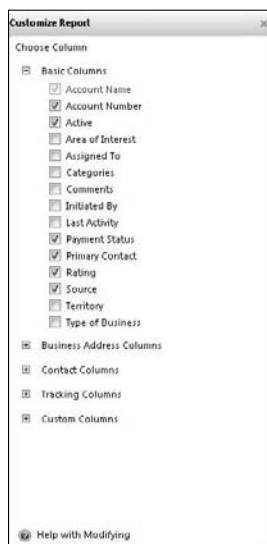 Customize Report
Choose Column
Basic Columns
Account Name
Account Number
Active
Area of Interest
Assigned To
Categories
Comments
Initiated By
Last Activity
Payment Status
Primary Contact
Rating
Source
Territory
Type of Business
Business Address Columns
Contact Columns
Tracking Columns
Custom Columns
Help with Modifying